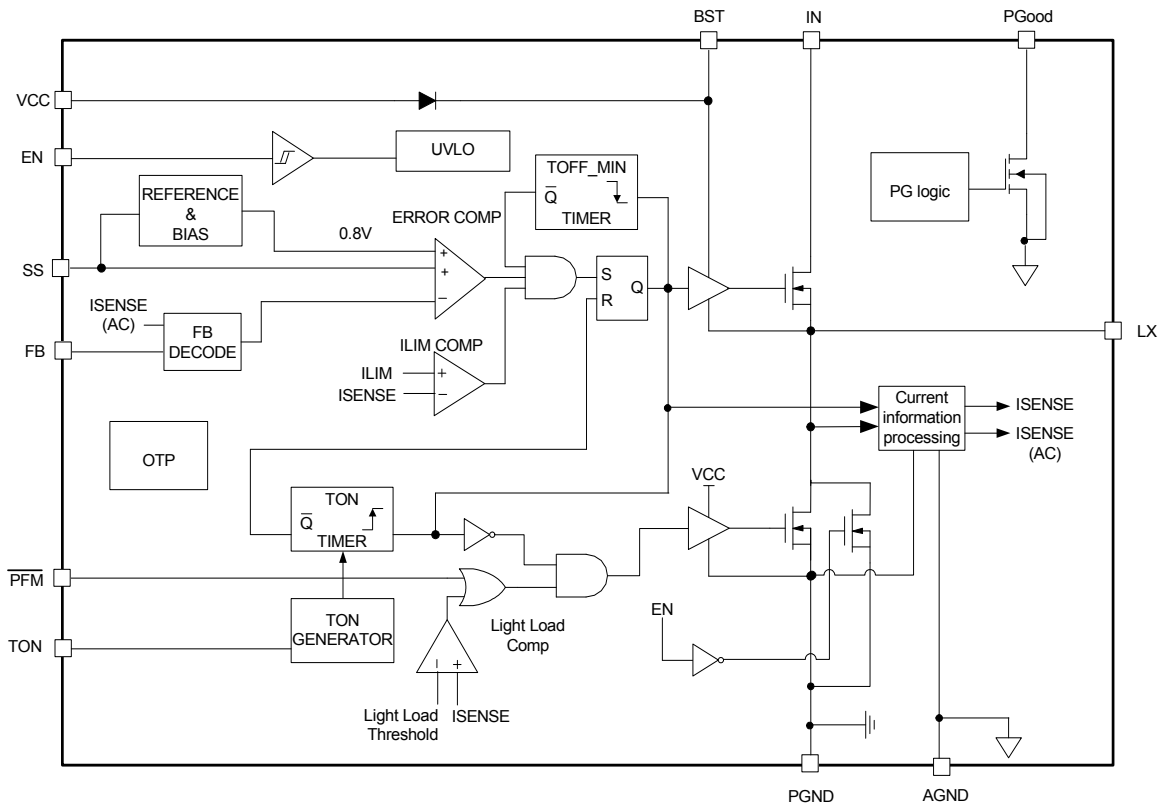 BST
IN
PGood
VCC
EN
UVLO
TOFF_MIN
Q̅
TIMER
PG logic
REFERENCE
&
BIAS
ERROR COMP
0.8V
+
+
−
S
Q
R
SS
ISENSE
(AC)
FB
DECODE
FB
ILIM COMP
ILIM
+
ISENSE
−
LX
Current
information
processing
ISENSE
ISENSE
(AC)
OTP
VCC
TON
Q̅
TIMER
P̅F̅M̅
TON
GENERATOR
TON
Light Load
Comp
EN
− +
Light Load
Threshold
ISENSE
PGND
AGND